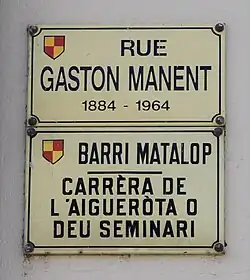 RUE
GASTON MANENT
1884 - 1964
BARRI MATALOP
CARRÈRA DE
L'AIGUERÒTA O
DEU SEMINARI